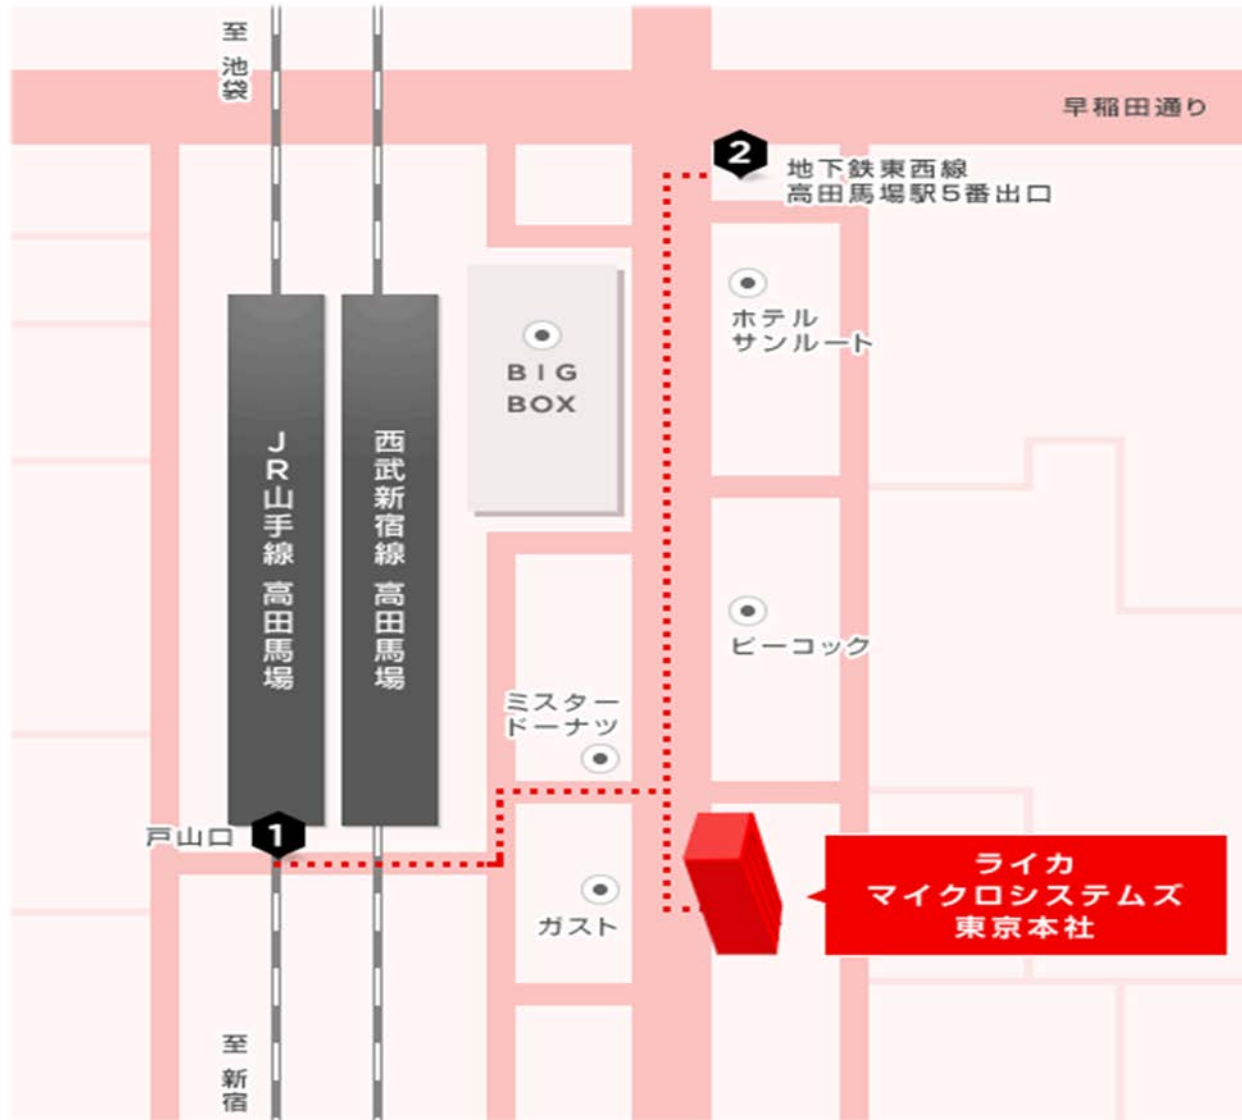 至 池袋
早稲田通り
2
地下鉄東西線
高田馬場駅5番出口
ホテル
サンルート
BIG
BOX
JR山手線 高田馬場
西武新宿線 高田馬場
ピーコック
ミスター
ドーナツ
戸山口
1
ガスト
ライカ
マイクロシステムズ
東京本社
至 新宿